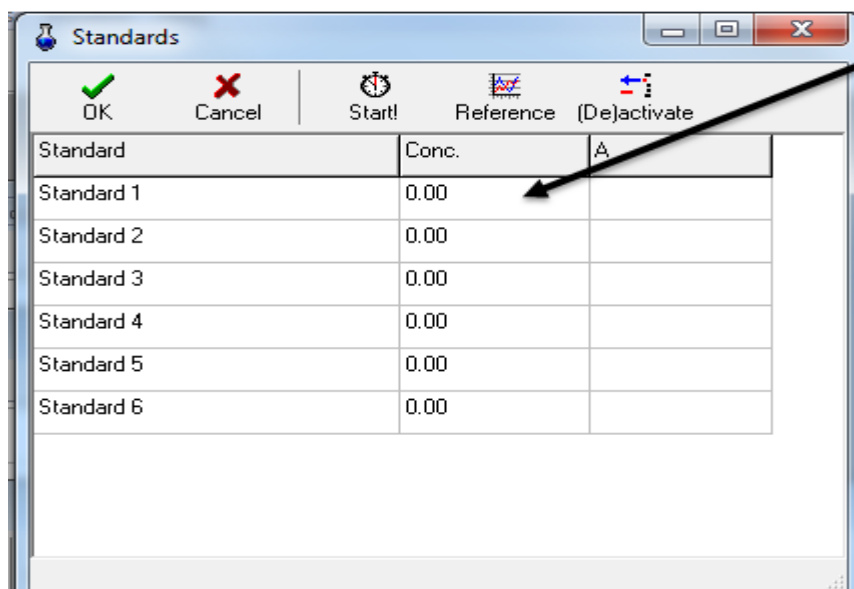 Standards
OK Cancel Start! Reference (De)activate
Standard Conc. A
Standard 1 0.00
Standard 2 0.00
Standard 3 0.00
Standard 4 0.00
Standard 5 0.00
Standard 6 0.00